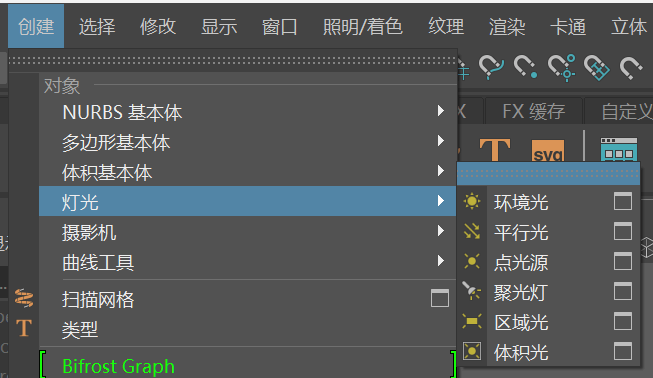 创建 选择 修改 显示 窗口 照明/着色 纹理 渲染 卡通 立体
对象
X FX 缓存 自定义
NURBS 基本体
多边形基本体
T svg
体积基本体
灯光
环境光
摄影机
平行光
曲线工具
点光源
扫描网格
聚光灯
T 类型
区域光
体积光
Bifrost Graph